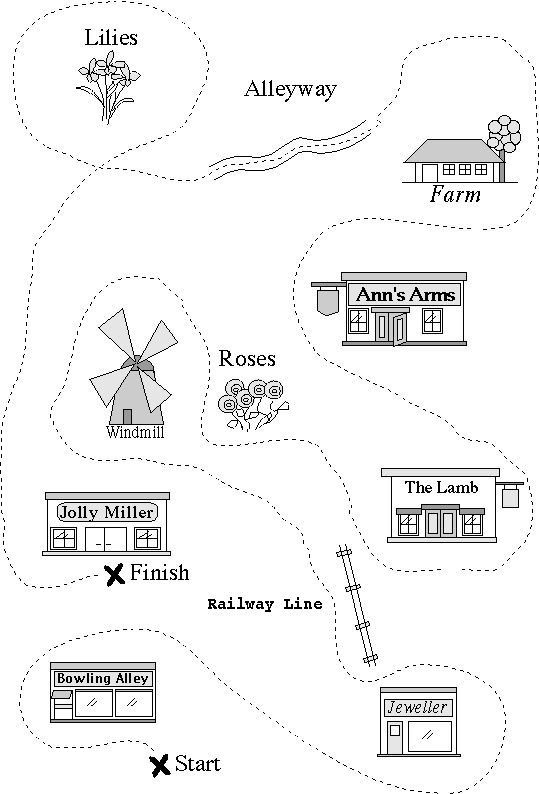 Lilies
Alleyway
Farm
Ann's Arms
Roses
Windmill
The Lamb
Jolly Miller
Finish
Railway Line
Bowling Alley
Jeweller
Start